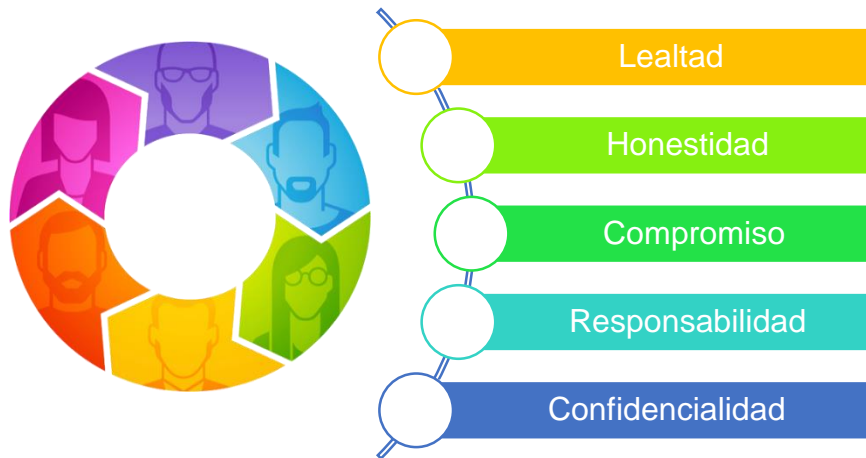 Lealtad
Honestidad
Compromiso
Responsabilidad
Confidencialidad